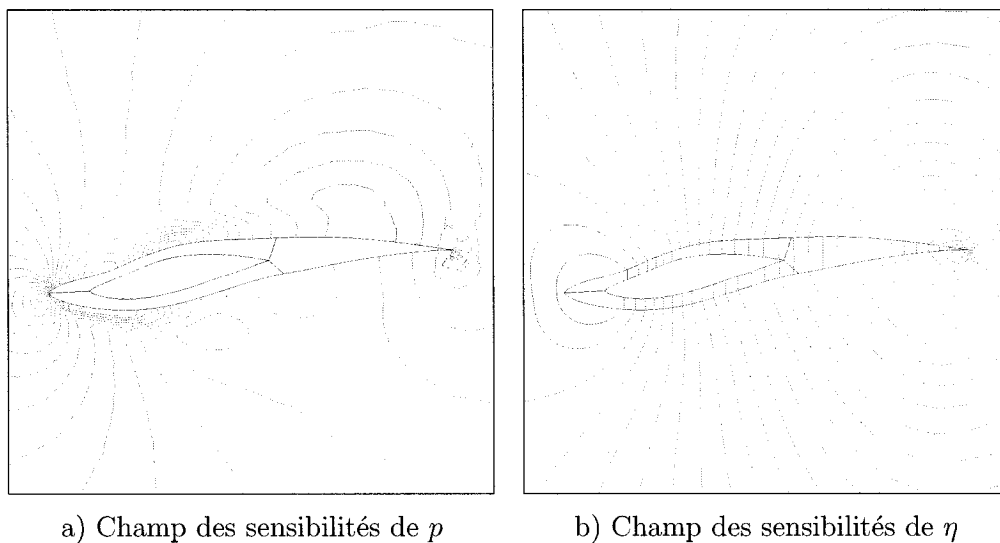 a) Champ des sensibilités de p
b) Champ des sensibilités de η